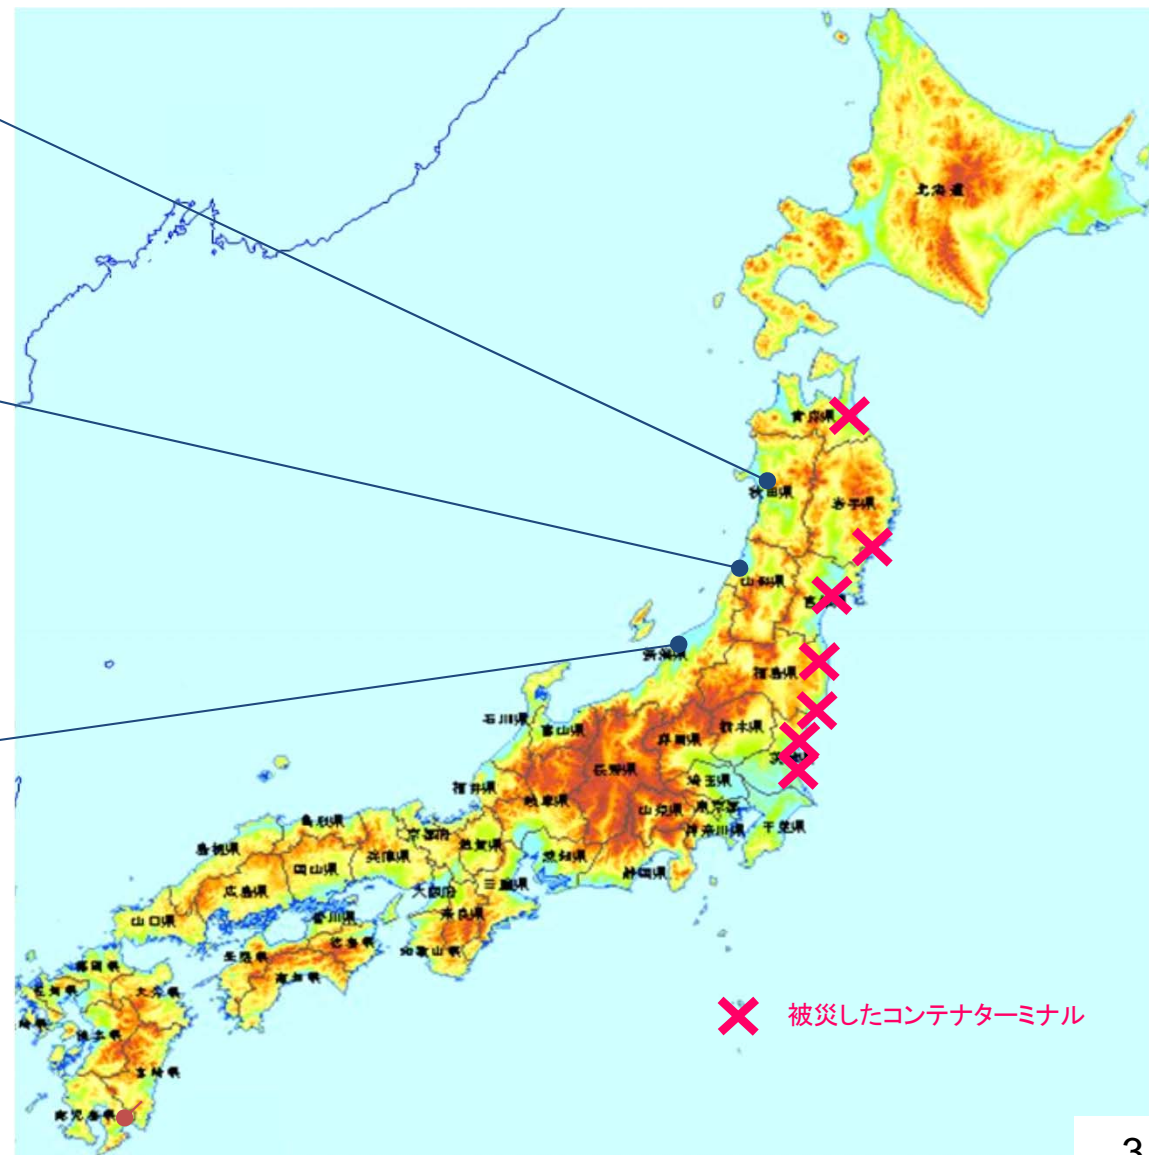 北海道
青森県
秋田県
岩手県
山形県
新潟県
福島県
石川県
富山県
栃木県
群馬県
長野県
埼玉県
福井県
岐阜県
山梨県
東京都
神奈川県
千葉県
鳥取県
京都府
滋賀県
愛知県
島根県
兵庫県
岡山県
静岡県
広島県
大阪府
三重県
山口県
香川県
奈良県
徳島県
愛媛県
和歌山県
高知県
福岡県
佐賀県
大分県
熊本県
宮崎県
鹿児島県
被災したコンテナターミナル
3